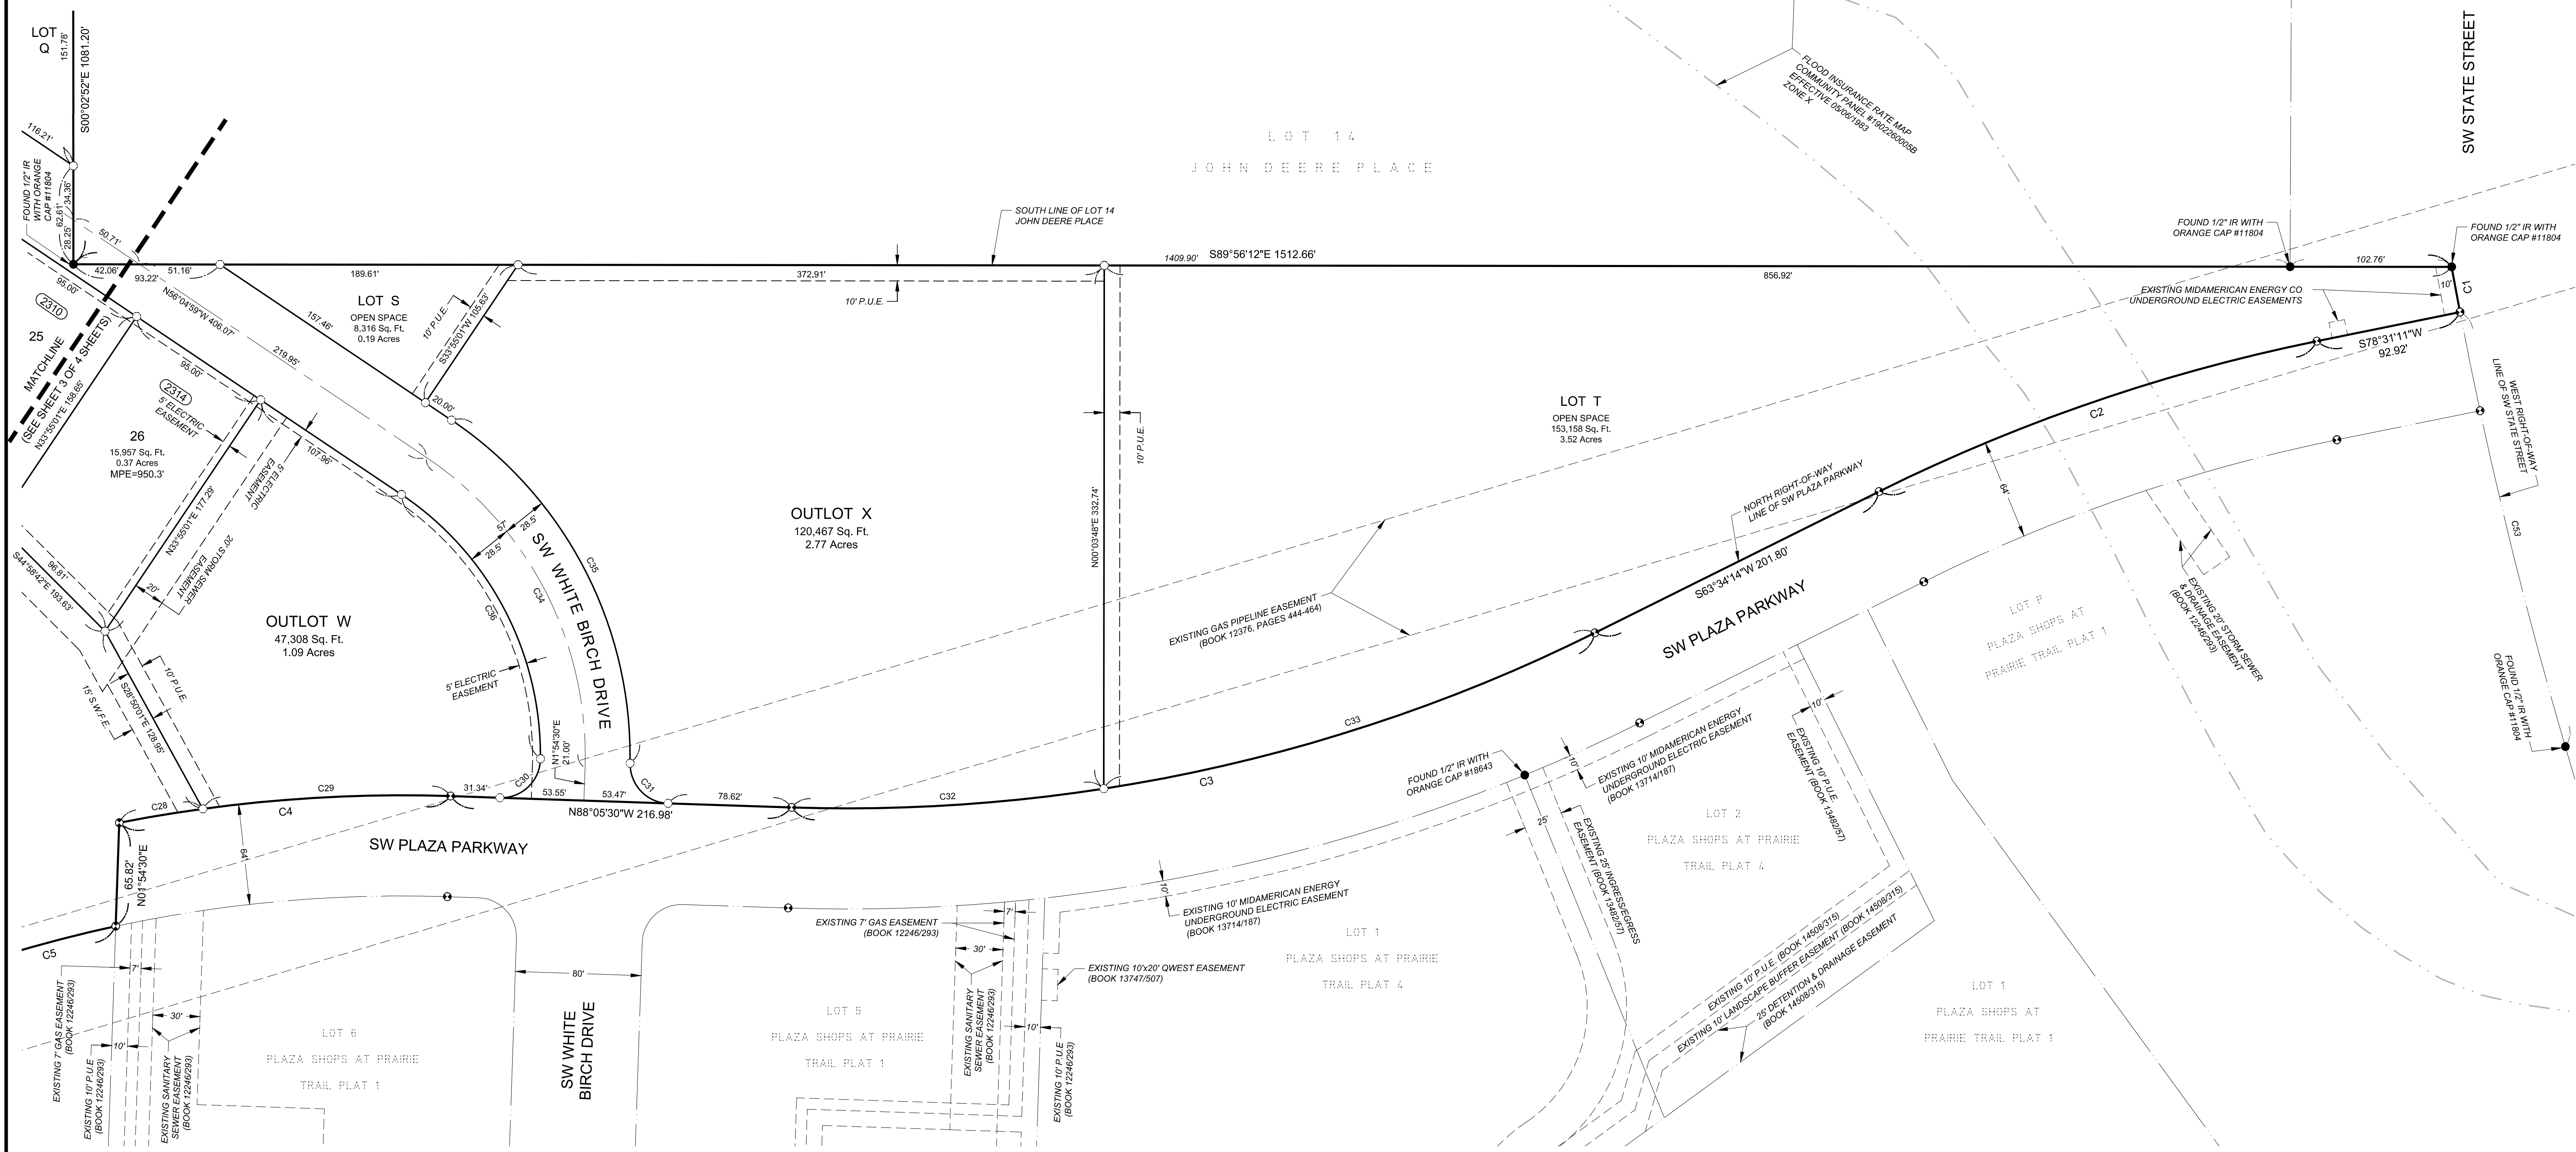 LOT
Q
151.78'
S00°02'52"E 1081.20'
116.21'
FOUND 1/2" IR
WITH ORANGE
CAP #11804
62.61'
34.36'
28.25'
50.71'
42.06'
51.16'
93.22'
189.61'
N56°04'59"W 406.07'
219.95'
95.00'
2310
25
MATCHLINE
(SEE SHEET 3 OF 4 SHEETS)
N33°55'01"E 158.65'
95.00'
2314
5' ELECTRIC
EASEMENT
26
15,957 Sq. Ft.
0.37 Acres
MPE=950.3'
107.96'
5' ELECTRIC
EASEMENT
N33°55'01"E 177.29'
20' STORM SEWER
EASEMENT
20'
96.81'
S44°58'42"E 193.63'
LOT S
OPEN SPACE
8,316 Sq. Ft.
0.19 Acres
157.46'
10' P.U.E.
S33°55'01"W 105.63'
20.00'
LOT 14
JOHN DEERE PLACE
SOUTH LINE OF LOT 14
JOHN DEERE PLACE
1409.90'
S89°56'12"E 1512.66'
372.91'
10' P.U.E.
856.92'
FLOOD INSURANCE RATE MAP
COMMUNITY PANEL #1902260005B
EFFECTIVE 05/06/1983
ZONE X
SW STATE STREET
FOUND 1/2" IR WITH
ORANGE CAP #11804
FOUND 1/2" IR WITH
ORANGE CAP #11804
102.76'
10'
C1
EXISTING MIDAMERICAN ENERGY CO
UNDERGROUND ELECTRIC EASEMENTS
S78°31'11"W
92.92'
WEST RIGHT-OF-WAY
LINE OF SW STATE STREET
C53
FOUND 1/2" IR WITH
ORANGE CAP #11804
LOT T
OPEN SPACE
153,158 Sq. Ft.
3.52 Acres
C2
64'
NORTH RIGHT-OF-WAY
LINE OF SW PLAZA PARKWAY
S63°34'14"W 201.80'
SW PLAZA PARKWAY
10' P.U.E.
N00°03'48"E 332.74'
OUTLOT X
120,467 Sq. Ft.
2.77 Acres
57'
28.5'
28.5'
SW WHITE BIRCH DRIVE
C35
C34
C36
OUTLOT W
47,308 Sq. Ft.
1.09 Acres
10' P.U.E.
15' S.W.F.E.
S28°50'01"E 128.95'
5' ELECTRIC
EASEMENT
N1°54'30"E
21.00'
C30
C31
EXISTING GAS PIPELINE EASEMENT
(BOOK 12376, PAGES 444-464)
C33
C3
C32
C28
C29
C4
31.34'
53.55'
53.47'
78.62'
N88°05'30"W 216.98'
SW PLAZA PARKWAY
64'
65.82'
N01°54'30"E
C5
FOUND 1/2" IR WITH
ORANGE CAP #18643
10'
EXISTING 10' MIDAMERICAN ENERGY
UNDERGROUND ELECTRIC EASEMENT
(BOOK 13714/187)
10'
EXISTING 10' P.U.E.
EASEMENT (BOOK 13482/57)
LOT P
PLAZA SHOPS AT
PRAIRIE TRAIL PLAT 1
EXISTING 20' STORM SEWER
& DRAINAGE EASEMENT
(BOOK 12246/293)
25'
EXISTING 25' INGRESS/EGRESS
EASEMENT (BOOK 13482/57)
LOT 2
PLAZA SHOPS AT PRAIRIE
TRAIL PLAT 4
10'
EXISTING 10' MIDAMERICAN ENERGY
UNDERGROUND ELECTRIC EASEMENT
(BOOK 13714/187)
LOT 1
PLAZA SHOPS AT PRAIRIE
TRAIL PLAT 4
EXISTING 10' P.U.E. (BOOK 14508/315)
EXISTING 10' LANDSCAPE BUFFER EASEMENT (BOOK 14508/315)
25' DETENTION & DRAINAGE EASEMENT
(BOOK 14508/315)
LOT 1
PLAZA SHOPS AT
PRAIRIE TRAIL PLAT 1
EXISTING 7' GAS EASEMENT
(BOOK 12246/293)
7'
30'
EXISTING 10'x20' QWEST EASEMENT
(BOOK 13747/507)
EXISTING SANITARY
SEWER EASEMENT
(BOOK 12246/293)
10'
EXISTING 10' P.U.E
(BOOK 12246/293)
LOT 5
PLAZA SHOPS AT PRAIRIE
TRAIL PLAT 1
80'
SW WHITE
BIRCH DRIVE
LOT 6
PLAZA SHOPS AT PRAIRIE
TRAIL PLAT 1
7'
30'
10'
EXISTING 7' GAS EASEMENT
(BOOK 12246/293)
EXISTING 10' P.U.E
(BOOK 12246/293)
EXISTING SANITARY
SEWER EASEMENT
(BOOK 12246/293)